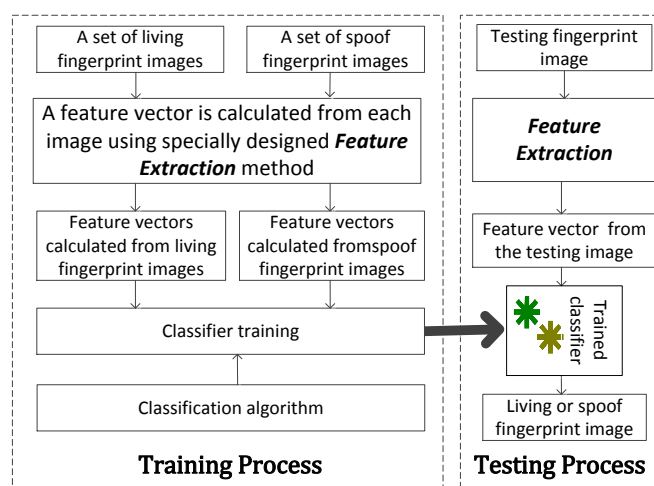 A set of living
fingerprint images
A set of spoof
fingerprint images
A feature vector is calculated from each
image using specially designed Feature
Extraction method
Feature vectors
calculated from living
fingerprint images
Feature vectors
calculated fromspoof
fingerprint images
Classifier training
Classification algorithm
Training Process
Testing fingerprint
image
Feature
Extraction
Feature vector from
the testing image
Trained
classifier
Living or spoof
fingerprint image
Testing Process